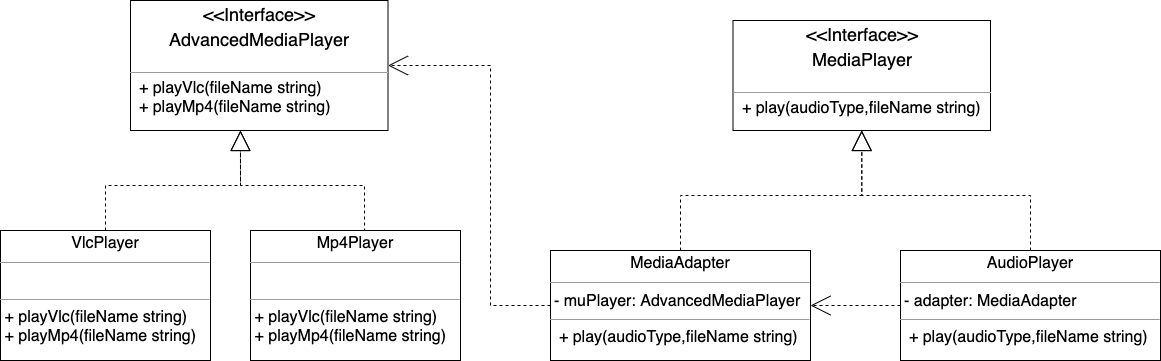 <<Interface>>
AdvancedMediaPlayer
+ playVlc(fileName string)
+ playMp4(fileName string)
<<Interface>>
MediaPlayer
+ play(audioType,fileName string)
VlcPlayer
+ playVlc(fileName string)
+ playMp4(fileName string)
Mp4Player
+ playVlc(fileName string)
+ playMp4(fileName string)
MediaAdapter
- muPlayer: AdvancedMediaPlayer
+ play(audioType,fileName string)
AudioPlayer
- adapter: MediaAdapter
+ play(audioType,fileName string)